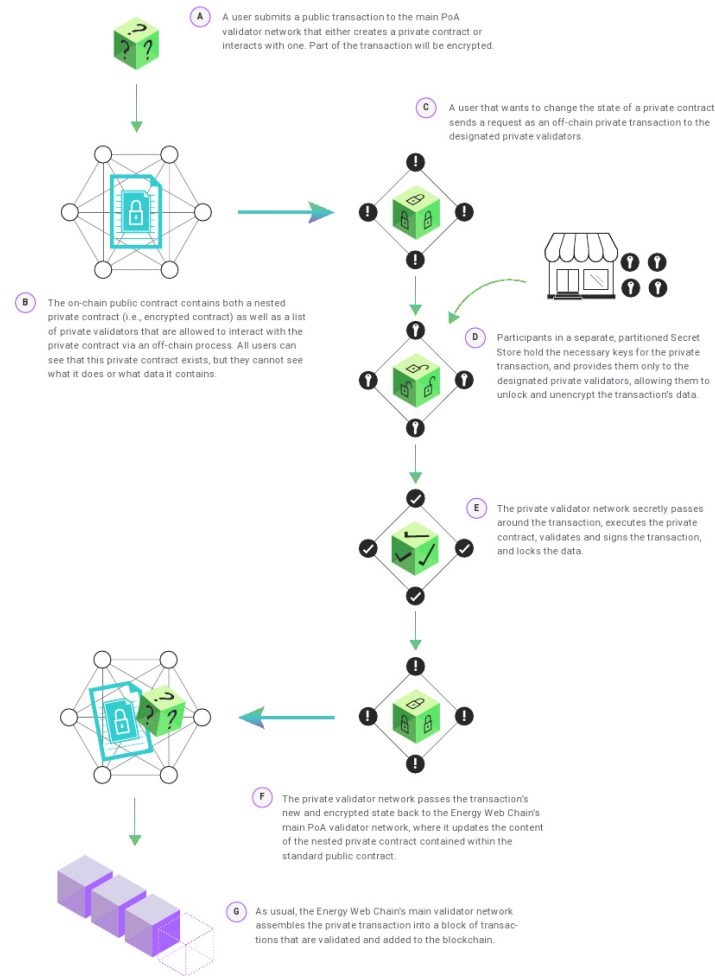 A
A user submits a public transaction to the main PoA
validator network that either creates a private contract or
interacts with one. Part of the transaction will be encrypted.
C
A user that wants to change the state of a private contract
sends a request as an off-chain private transaction to the
designated private validators.
B
The on-chain public contract contains both a nested
private contract (i.e., encrypted contract) as well as a list
of private validators that are allowed to interact with the
private contract via an off-chain process. All users can
see that this private contract exists, but they cannot see
what it does or what data it contains.
D
Participants in a separate, partitioned Secret
Store hold the necessary keys for the private
transaction, and provides them only to the
designated private validators, allowing them to
unlock and unencrypt the transaction's data.
E
The private validator network secretly passes
around the transaction, executes the private
contract, validates and signs the transaction,
and locks the data.
F
The private validator network passes the transaction's
new and encrypted state back to the Energy Web Chain's
main PoA validator network, where it updates the content
of the nested private contract contained within the
standard public contract.
G
As usual, the Energy Web Chain's main validator network
assembles the private transaction into a block of transac-
tions that are validated and added to the blockchain.